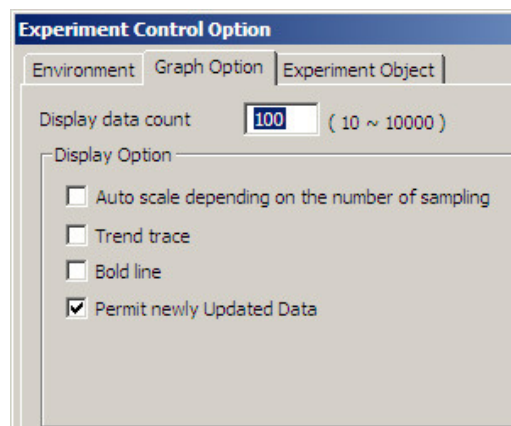 Experiment Control Option
Environment Graph Option Experiment Object
Display data count 100 ( 10 ~ 10000 )
Display Option
Auto scale depending on the number of sampling
Trend trace
Bold line
Permit newly Updated Data